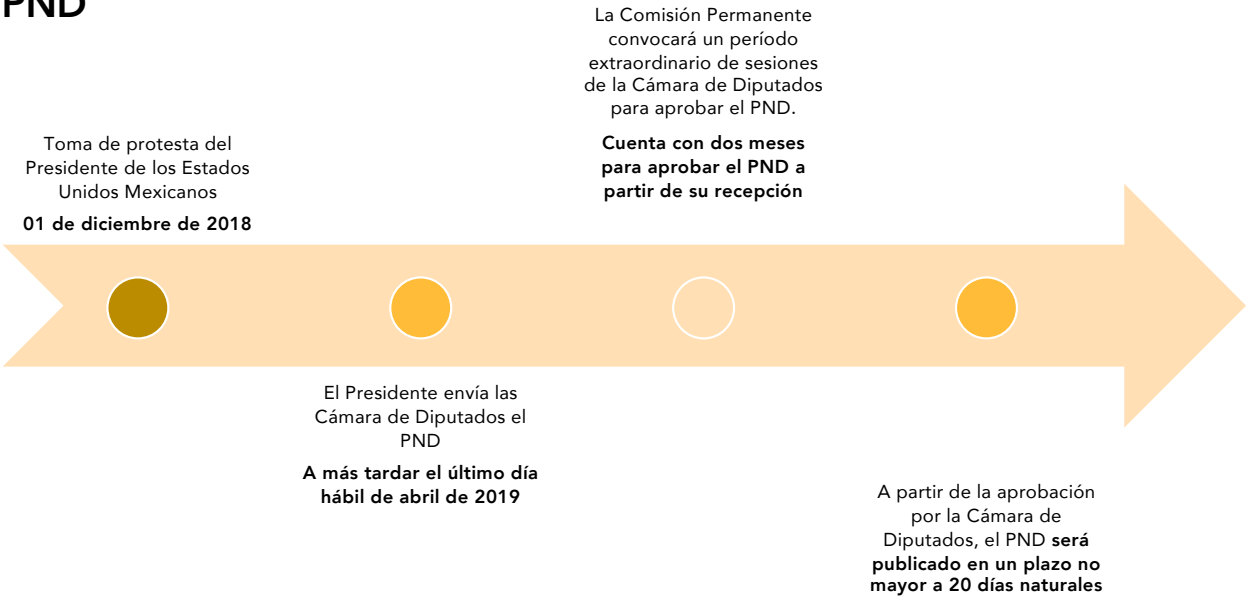 PND
La Comisión Permanente
convocará un período
extraordinario de sesiones
de la Cámara de Diputados
para aprobar el PND.
Cuenta con dos meses
para aprobar el PND a
partir de su recepción
Toma de protesta del
Presidente de los Estados
Unidos Mexicanos
01 de diciembre de 2018
El Presidente envía las
Cámara de Diputados el
PND
A más tardar el último día
hábil de abril de 2019
A partir de la aprobación
por la Cámara de
Diputados, el PND será
publicado en un plazo no
mayor a 20 días naturales